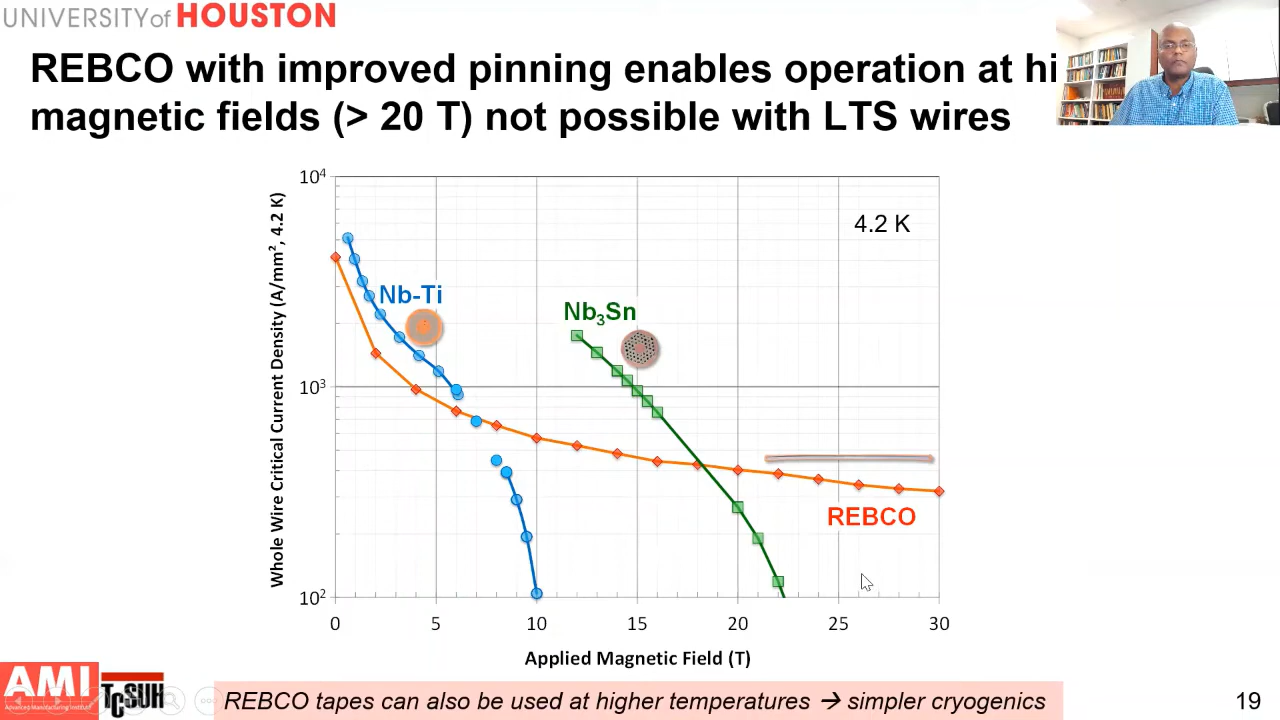 UNIVERSITY of HOUSTON
REBCO with improved pinning enables operation at hi
magnetic fields (> 20 T) not possible with LTS wires
10⁴
4.2 K
Nb-Ti
Nb₃Sn
10³
REBCO
10²
Whole Wire Critical Current Density (A/mm², 4.2 K)
0 5 10 15 20 25 30
Applied Magnetic Field (T)
AMI
Advanced Manufacturing Institute
TCSUH
REBCO tapes can also be used at higher temperatures → simpler cryogenics
19